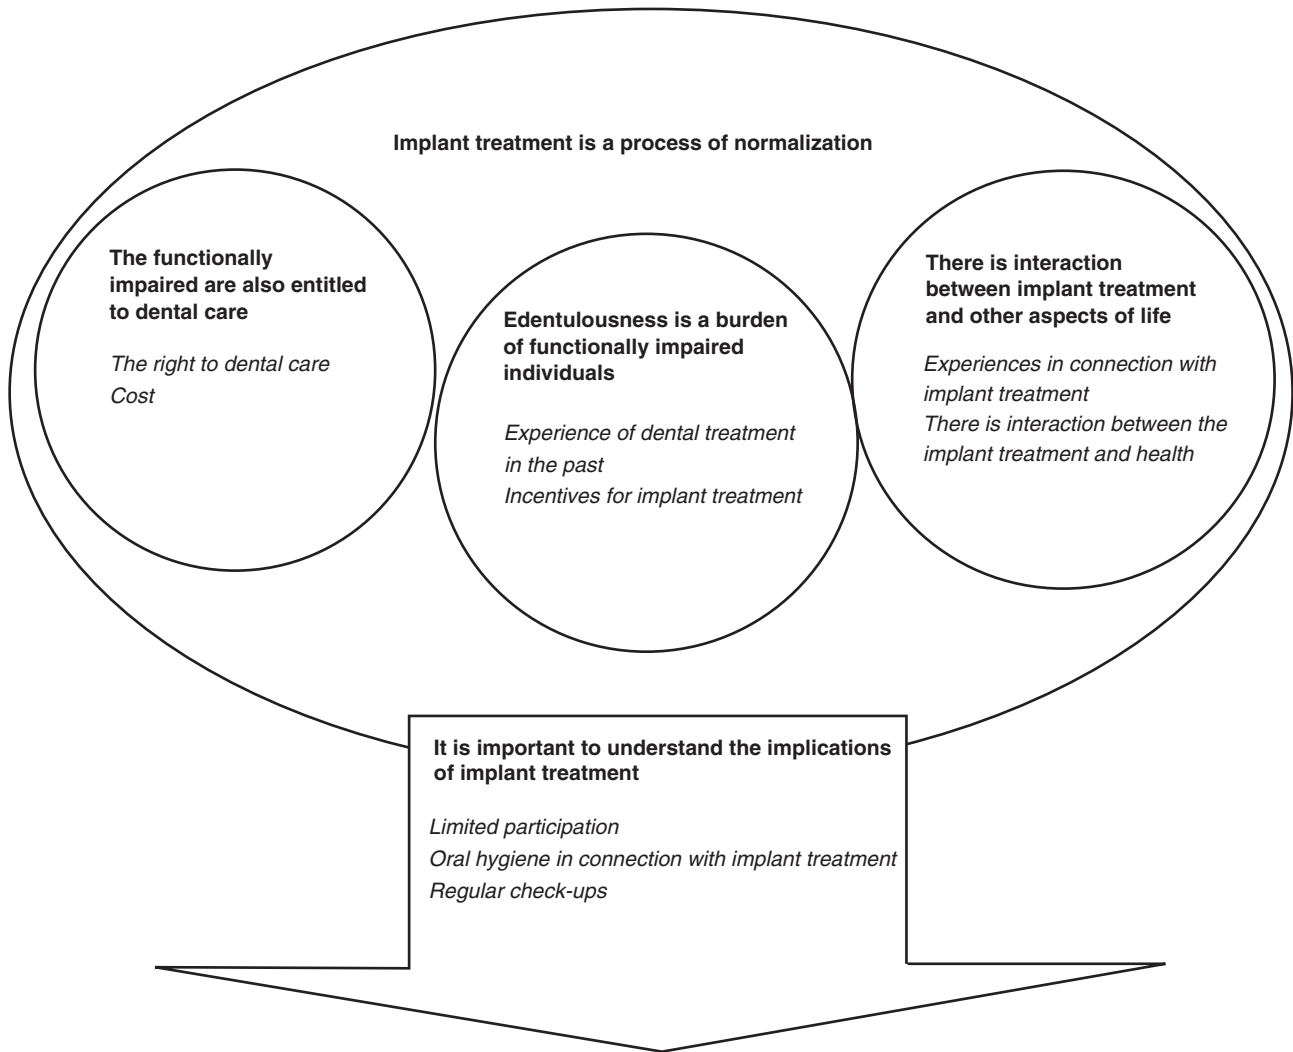 Implant treatment is a process of normalization
The functionally
impaired are also entitled
to dental care
The right to dental care
Cost
Edentulousness is a burden
of functionally impaired
individuals
Experience of dental treatment
in the past
Incentives for implant treatment
There is interaction
between implant treatment
and other aspects of life
Experiences in connection with
implant treatment
There is interaction between the
implant treatment and health
It is important to understand the implications
of implant treatment
Limited participation
Oral hygiene in connection with implant treatment
Regular check-ups